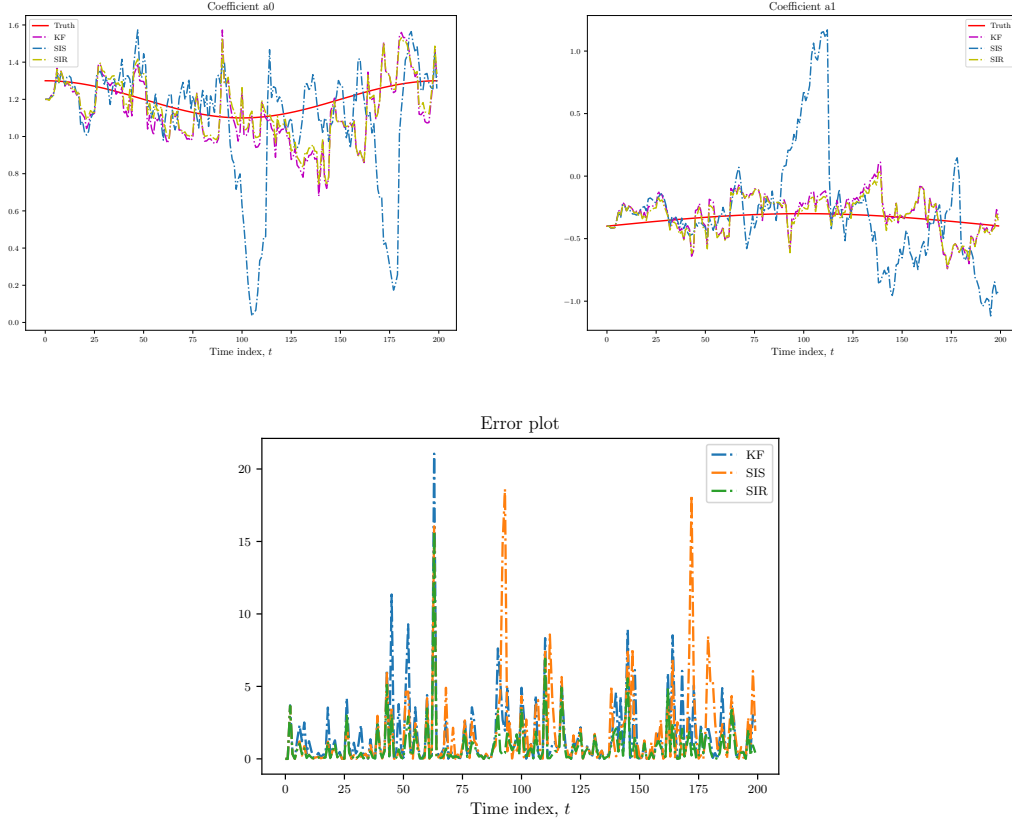 Coefficient a0
Truth
KF
SIS
SIR
1.6
1.4
1.2
1.0
0.8
0.6
0.4
0.2
0.0
0 25 50 75 100 125 150 175 200
Time index, t
Coefficient a1
Truth
KF
SIS
SIR
1.0
0.5
0.0
−0.5
−1.0
0 25 50 75 100 125 150 175 200
Time index, t
Error plot
KF
SIS
SIR
20
15
10
5
0
0 25 50 75 100 125 150 175 200
Time index, t